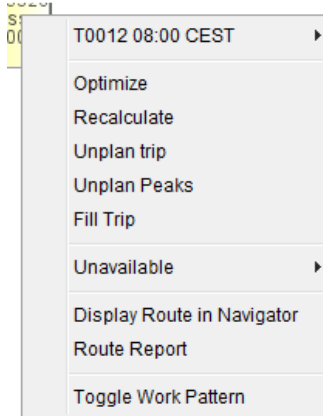 T0012 08:00 CEST
Optimize
Recalculate
Unplan trip
Unplan Peaks
Fill Trip
Unavailable
Display Route in Navigator
Route Report
Toggle Work Pattern